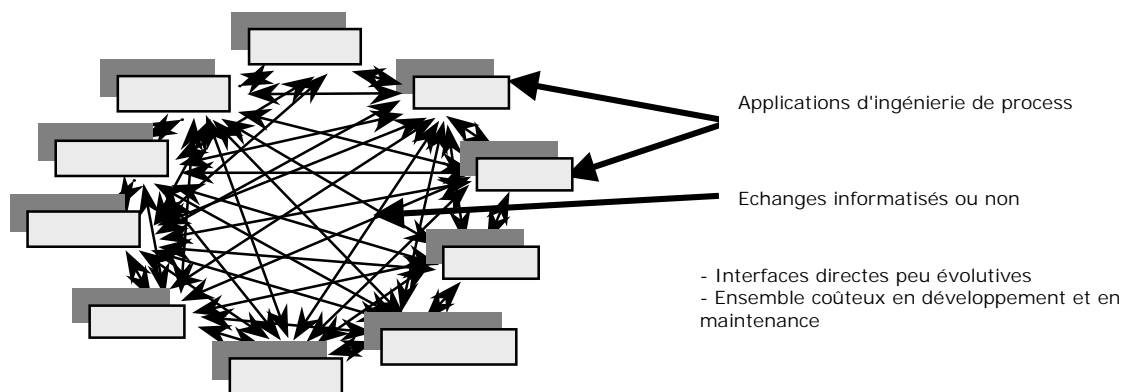 Applications d'ingénierie de process
Echanges informatisés ou non
- Interfaces directes peu évolutives
- Ensemble coûteux en développement et en
maintenance